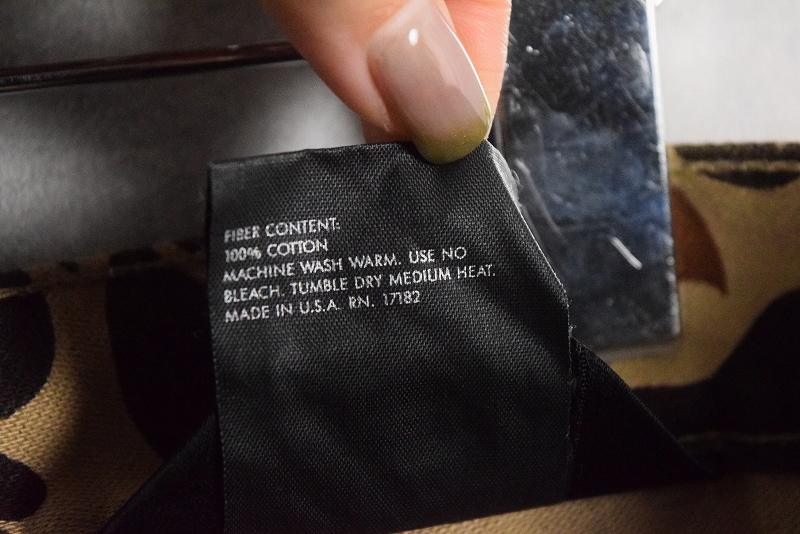 FIBER CONTENT:
100% COTTON
MACHINE WASH WARM. USE NO
BLEACH. TUMBLE DRY MEDIUM HEAT.
MADE IN U.S.A. RN. 17182